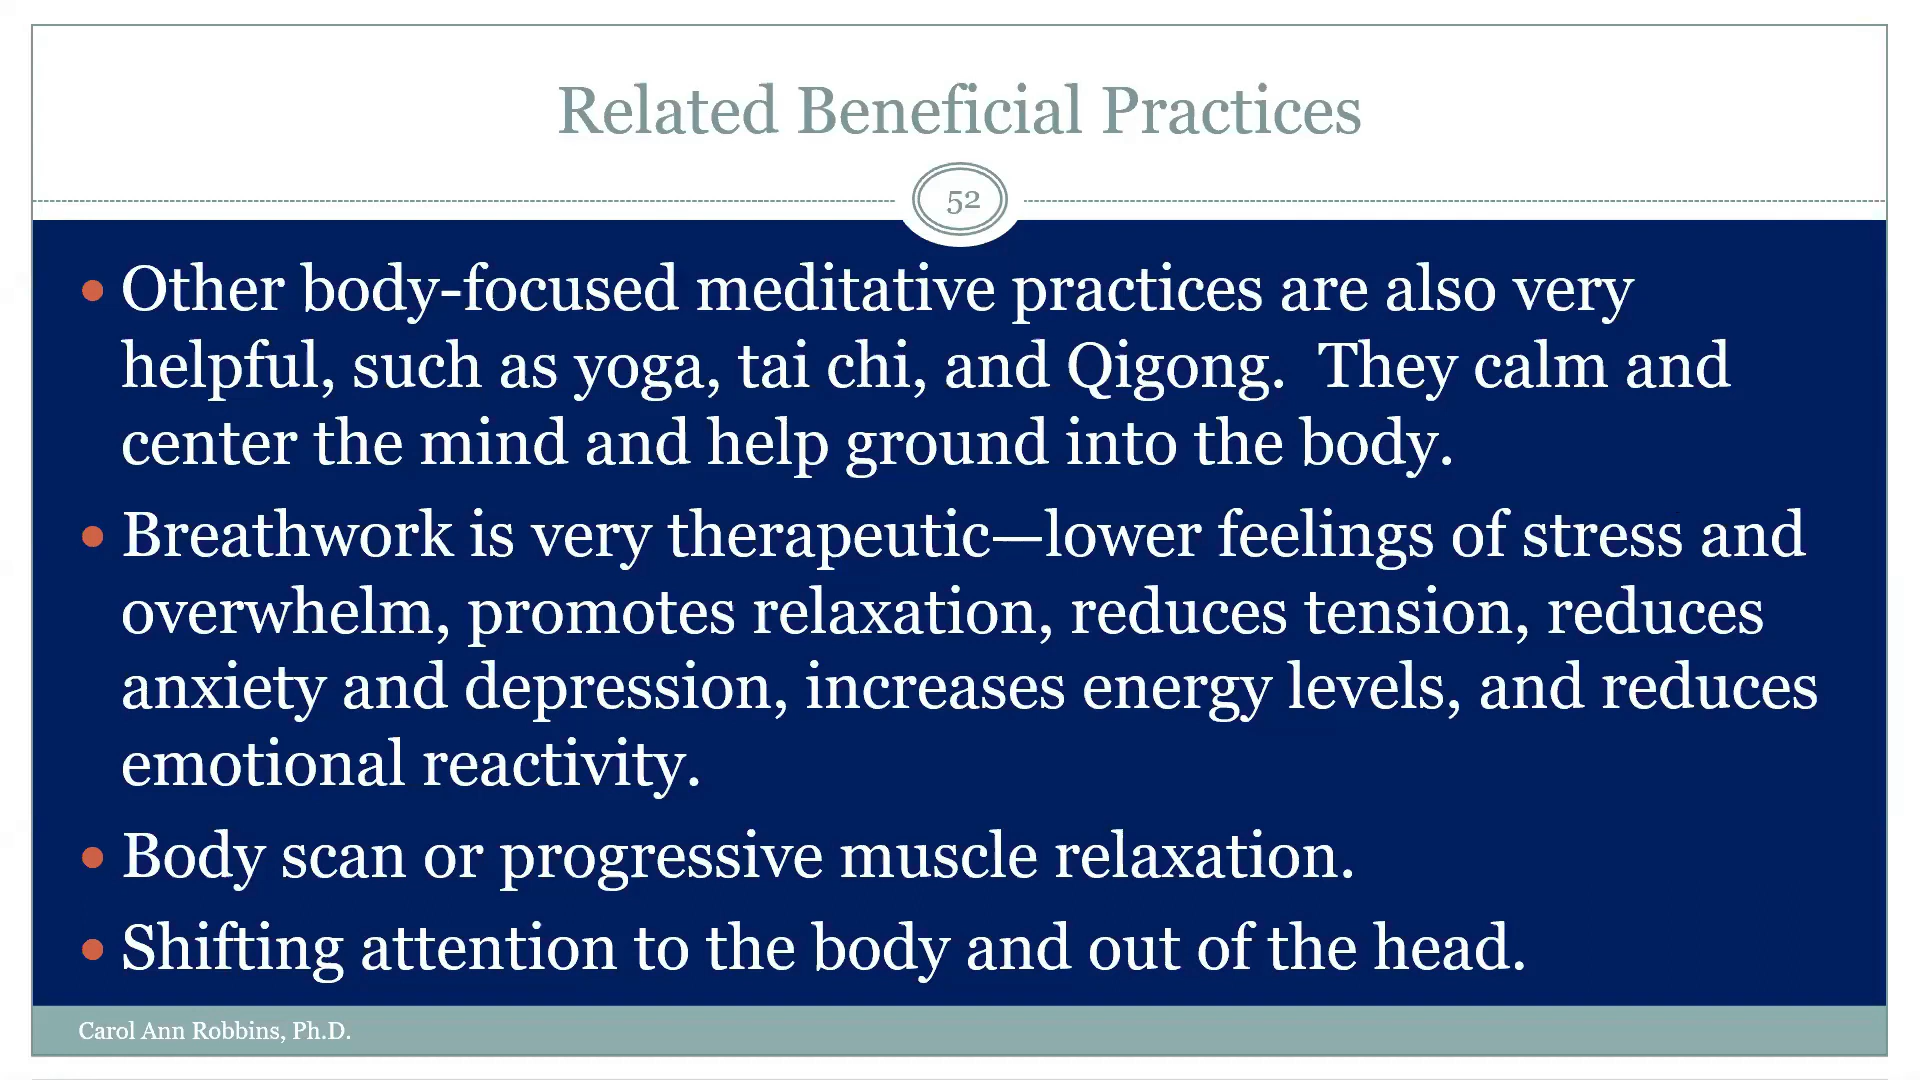 Related Beneficial Practices
52
• Other body-focused meditative practices are also very
helpful, such as yoga, tai chi, and Qigong.  They calm and
center the mind and help ground into the body.
• Breathwork is very therapeutic—lower feelings of stress and
overwhelm, promotes relaxation, reduces tension, reduces
anxiety and depression, increases energy levels, and reduces
emotional reactivity.
• Body scan or progressive muscle relaxation.
• Shifting attention to the body and out of the head.
Carol Ann Robbins, Ph.D.